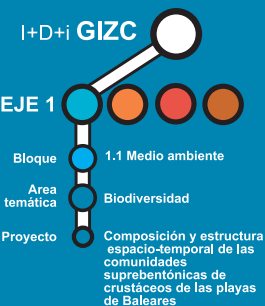 I+D+i GIZC
EJE 1
Bloque 1.1 Medio ambiente
Area
temática Biodiversidad
Proyecto Composición y estructura
espacio-temporal de las
comunidades
suprebentónicas de
crustáceos de las playas
de Baleares